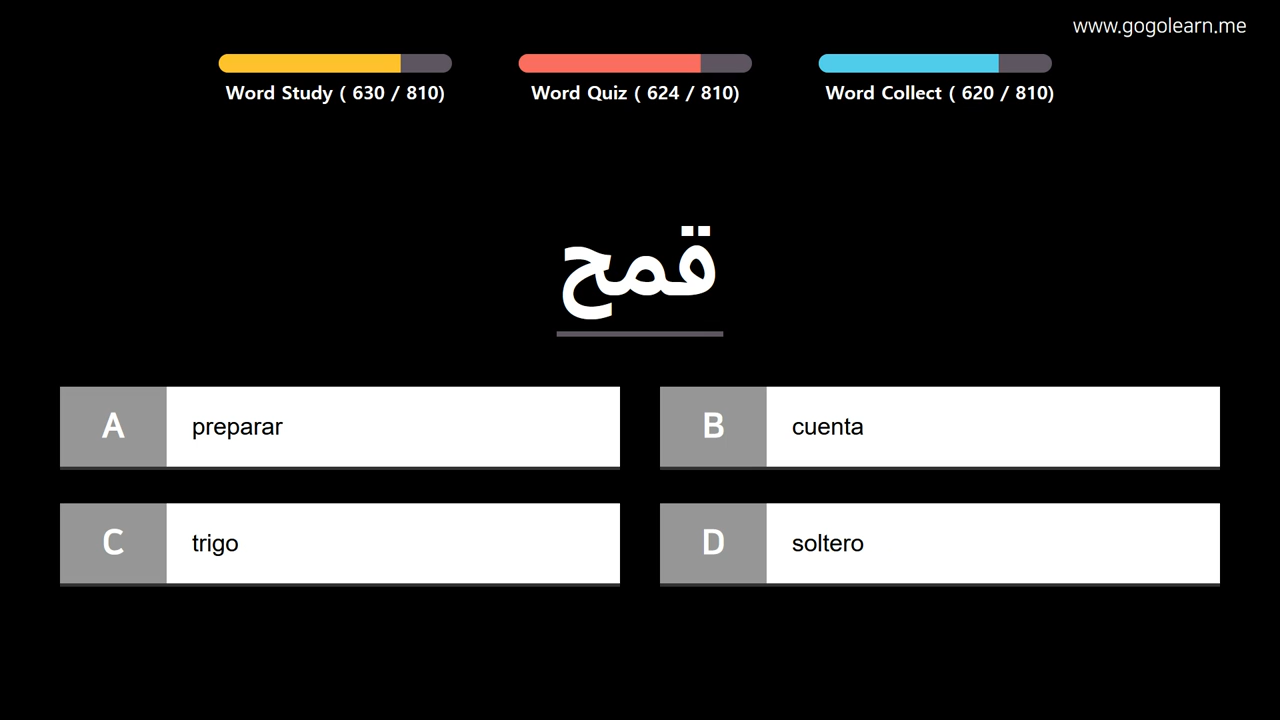 www.gogolearn.me
Word Study ( 630 / 810)
Word Quiz ( 624 / 810)
Word Collect ( 620 / 810)
قمح
A preparar
B cuenta
C trigo
D soltero